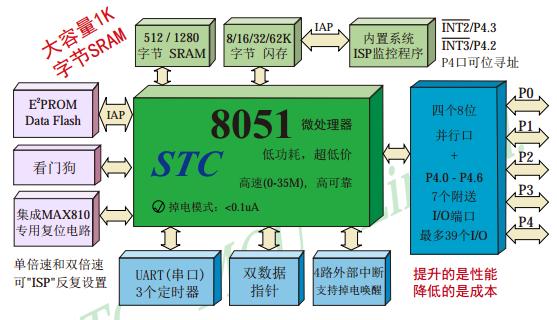 大容量1K
字节SRAM
512 / 1280
字节 SRAM
8/16/32/62K
字节 闪存
IAP
内置系统
ISP监控程序
INT2/P4.3
INT3/P4.2
P4口可位寻址
E²PROM
Data Flash
IAP
看门狗
集成MAX810
专用复位电路
8051 微处理器
STC
低功耗，超低价
高速(0-35M)，高可靠
掉电模式：<0.1uA
四个8位
并行口
+
P4.0 - P4.6
7个附送
I/O端口
最多39个I/O
P0
P1
P2
P3
P4
单倍速和双倍速
可"ISP"反复设置
UART(串口)
3个定时器
双数据
指针
4路外部中断
支持掉电唤醒
提升的是性能
降低的是成本